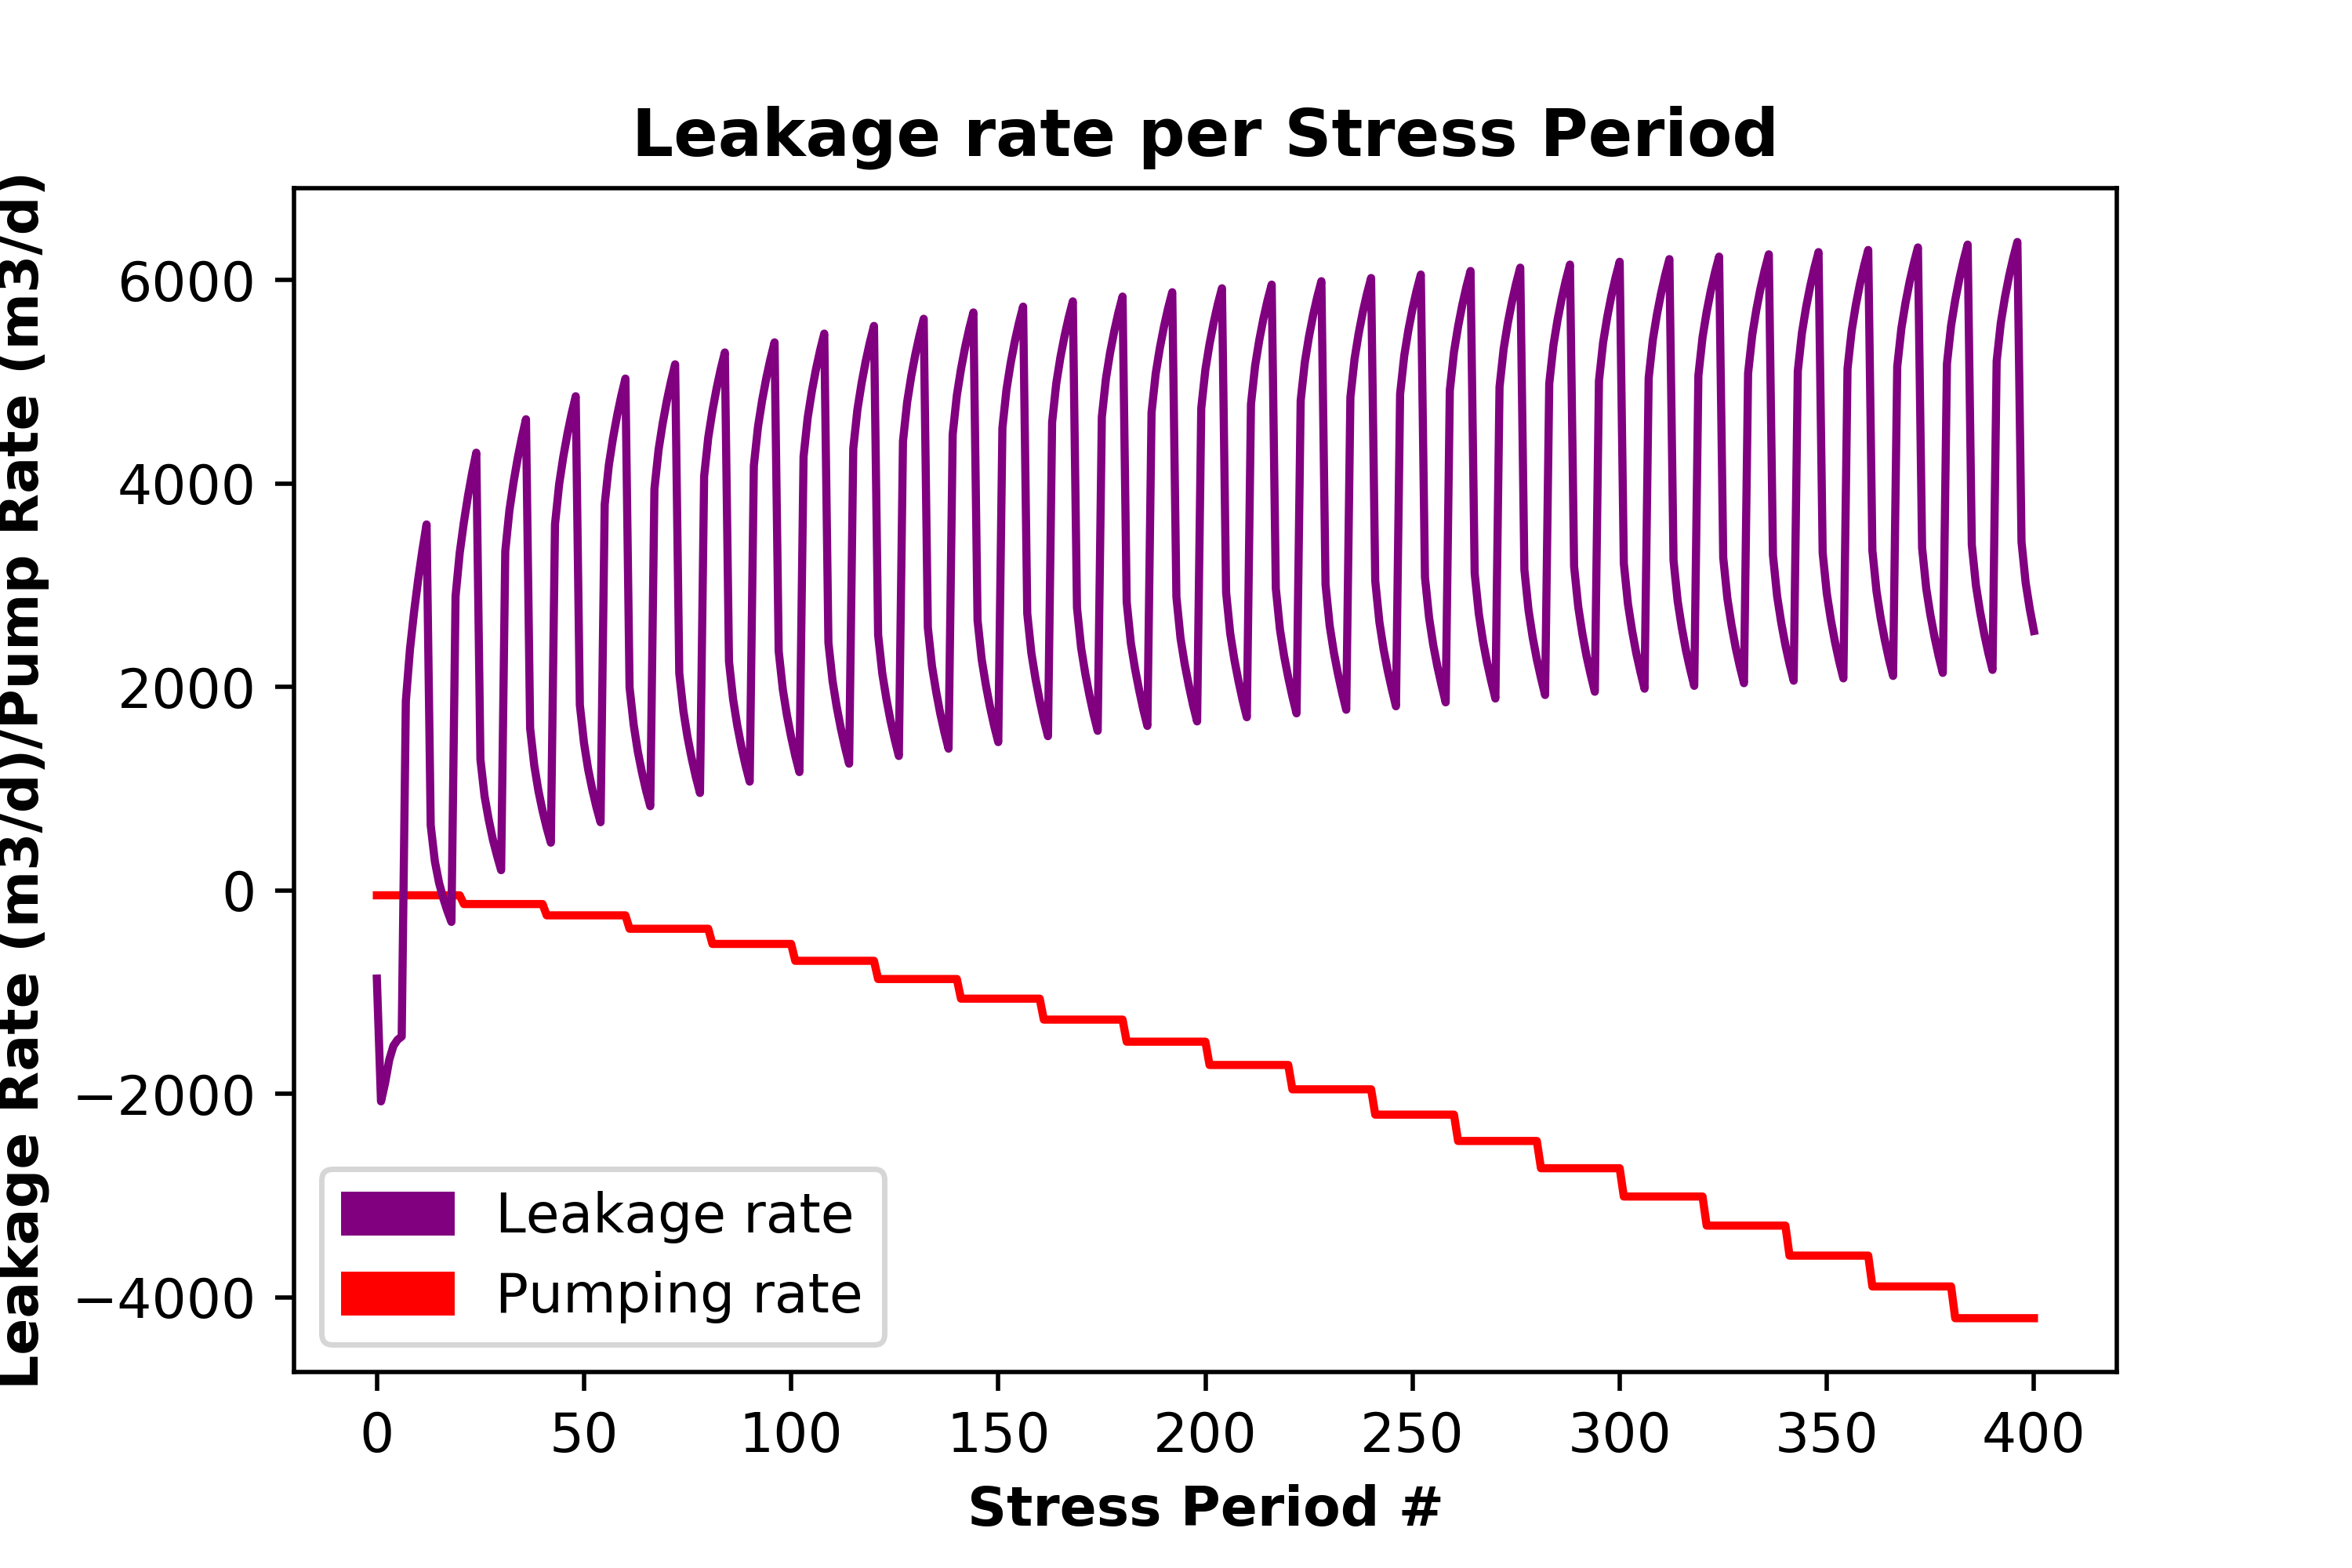 Leakage rate per Stress Period
Leakage Rate (m3/d)/Pump Rate (m3/d)
6000
4000
2000
0
−2000
−4000
Leakage rate
Pumping rate
0 50 100 150 200 250 300 350 400
Stress Period #